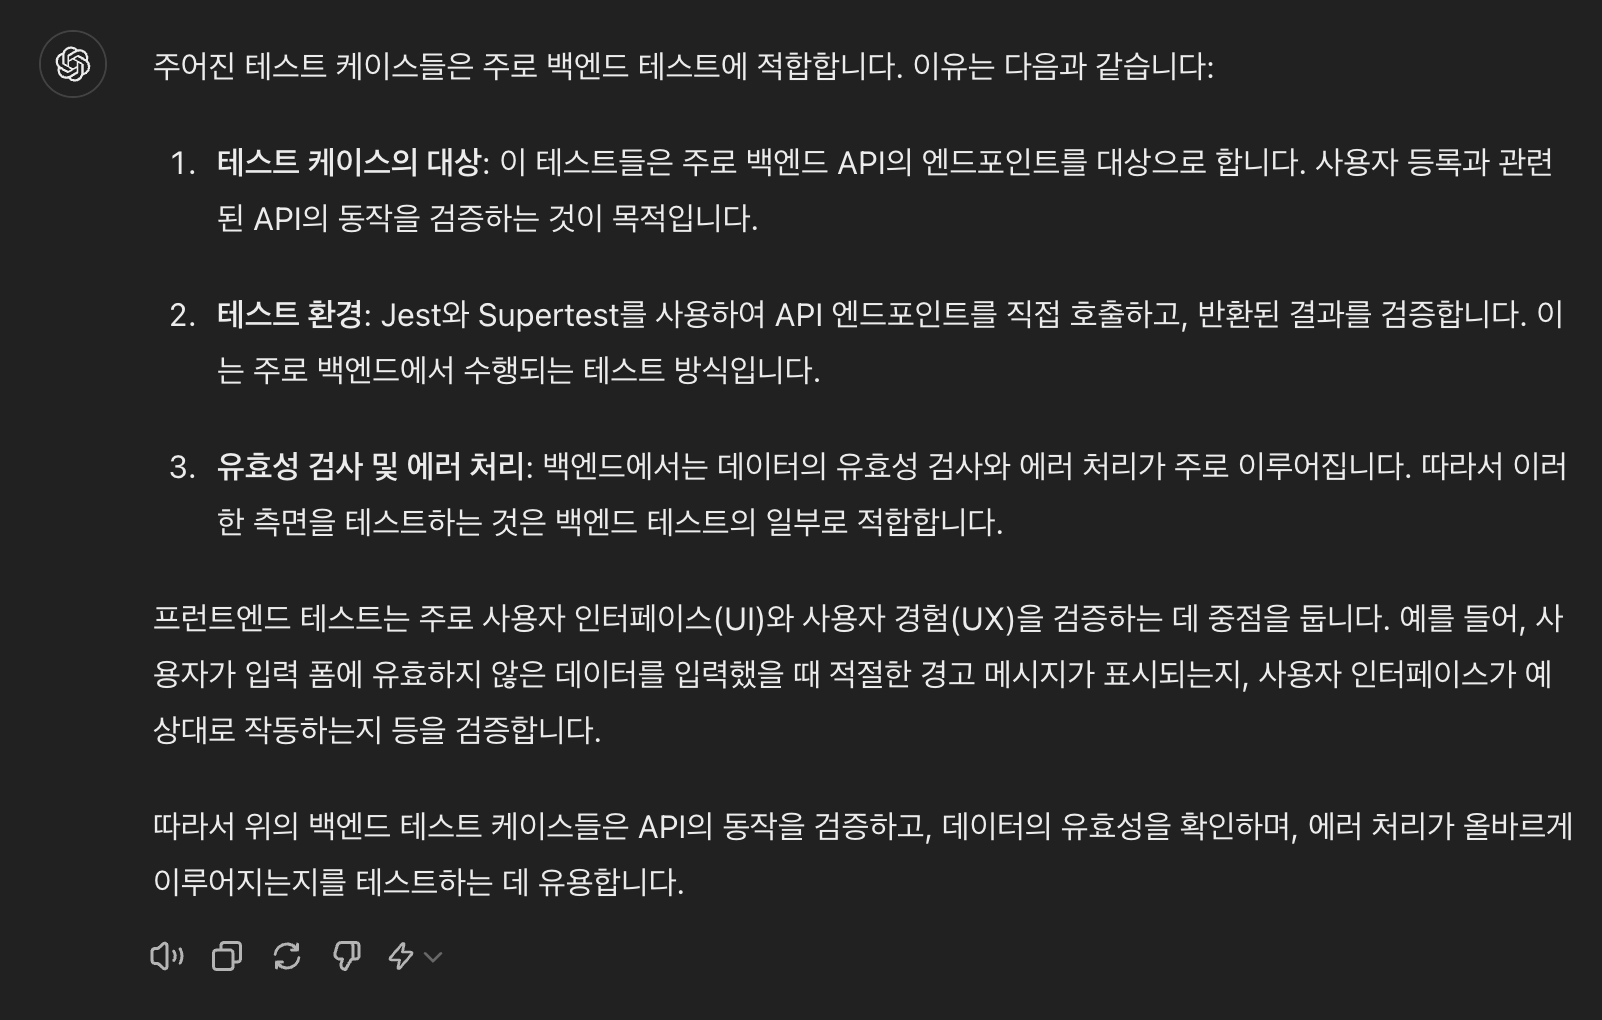 주어진 테스트 케이스들은 주로 백엔드 테스트에 적합합니다. 이유는 다음과 같습니다:
1. 테스트 케이스의 대상: 이 테스트들은 주로 백엔드 API의 엔드포인트를 대상으로 합니다. 사용자 등록과 관련
된 API의 동작을 검증하는 것이 목적입니다.
2. 테스트 환경: Jest와 Supertest를 사용하여 API 엔드포인트를 직접 호출하고, 반환된 결과를 검증합니다. 이
는 주로 백엔드에서 수행되는 테스트 방식입니다.
3. 유효성 검사 및 에러 처리: 백엔드에서는 데이터의 유효성 검사와 에러 처리가 주로 이루어집니다. 따라서 이러
한 측면을 테스트하는 것은 백엔드 테스트의 일부로 적합합니다.
프런트엔드 테스트는 주로 사용자 인터페이스(UI)와 사용자 경험(UX)을 검증하는 데 중점을 둡니다. 예를 들어, 사
용자가 입력 폼에 유효하지 않은 데이터를 입력했을 때 적절한 경고 메시지가 표시되는지, 사용자 인터페이스가 예
상대로 작동하는지 등을 검증합니다.
따라서 위의 백엔드 테스트 케이스들은 API의 동작을 검증하고, 데이터의 유효성을 확인하며, 에러 처리가 올바르게
이루어지는지를 테스트하는 데 유용합니다.